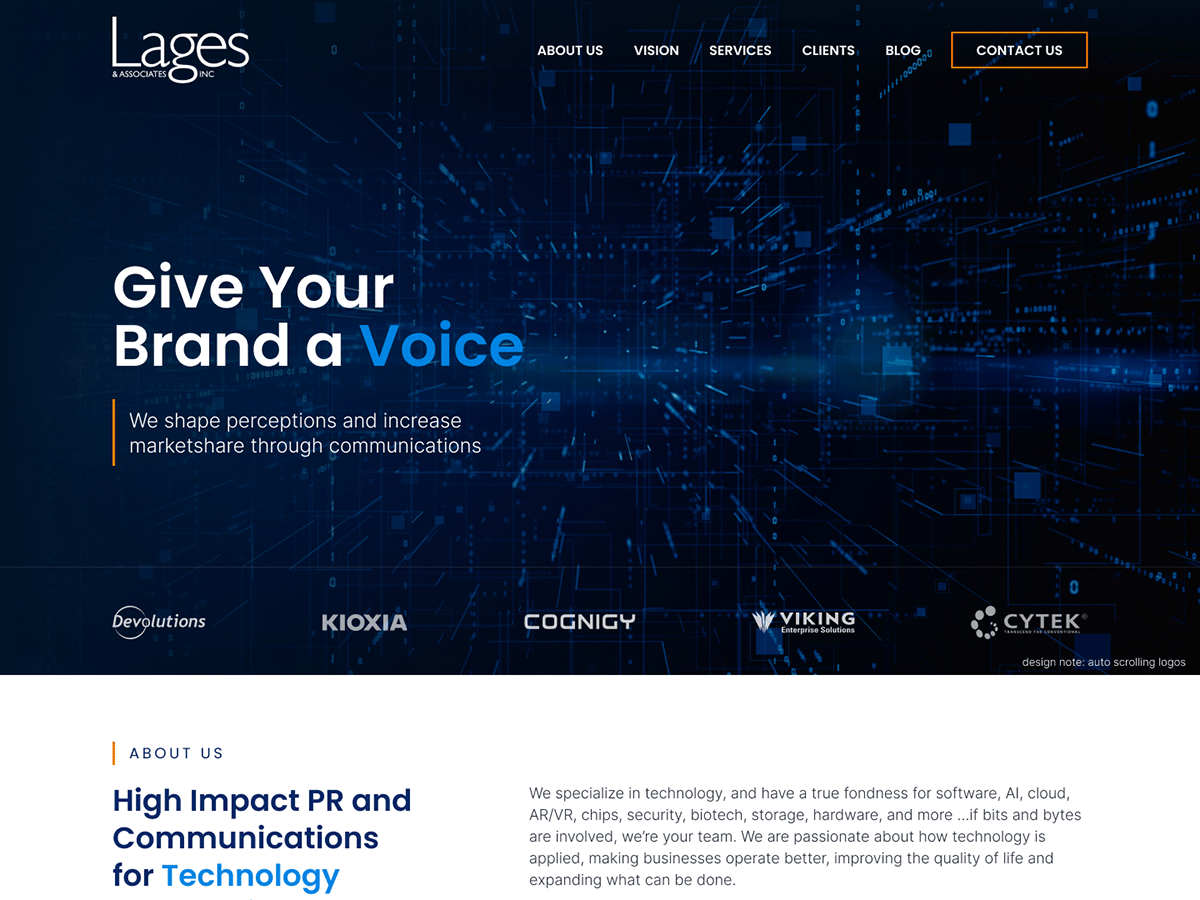 Lages
& ASSOCIATES INC
ABOUT US
VISION
SERVICES
CLIENTS
BLOG
CONTACT US
Give Your
Brand a Voice
We shape perceptions and increase
marketshare through communications
Devolutions
KIOXIA
COGNIGY
VIKING
Enterprise Solutions
CYTEK®
TRANSCEND THE CONVENTIONAL
design note: auto scrolling logos
ABOUT US
High Impact PR and
Communications
for Technology
We specialize in technology, and have a true fondness for software, AI, cloud,
AR/VR, chips, security, biotech, storage, hardware, and more ...if bits and bytes
are involved, we're your team. We are passionate about how technology is
applied, making businesses operate better, improving the quality of life and
expanding what can be done.